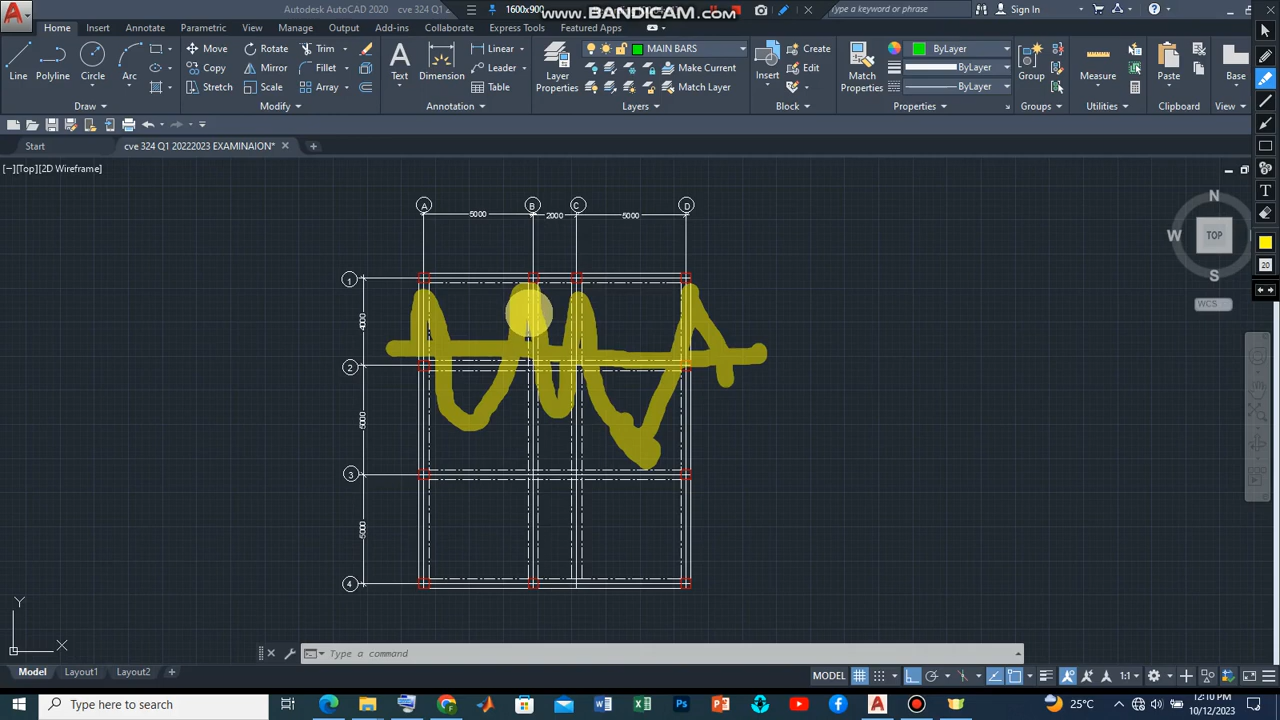 Autodesk AutoCAD 2020 cve 324 Q1 1600x900 www.BANDICAM.com Type a keyword or phrase Sign In
Home Insert Annotate Parametric View Manage Output Add-ins Collaborate Express Tools Featured Apps
Line Polyline Circle Arc Move Rotate Trim Text Dimension Linear Layer Properties MAIN BARS Insert Create Match Properties ByLayer Group Measure Paste Base
Copy Mirror Fillet Leader Make Current Edit ByLayer
Stretch Scale Array Table Match Layer ByLayer
Draw Modify Annotation Layers Block Properties Groups Utilities Clipboard View
Start cve 324 Q1 20222023 EXAMINAION*
[−][Top][2D Wireframe]
A B C D
5000 2000 5000
N
W TOP
S
WCS
20
1
4000
2
5000
3
5000
4
Y
X
Type a command
Model Layout1 Layout2 MODEL 1:1
Type here to search 25°C 12:10 PM
10/12/2023